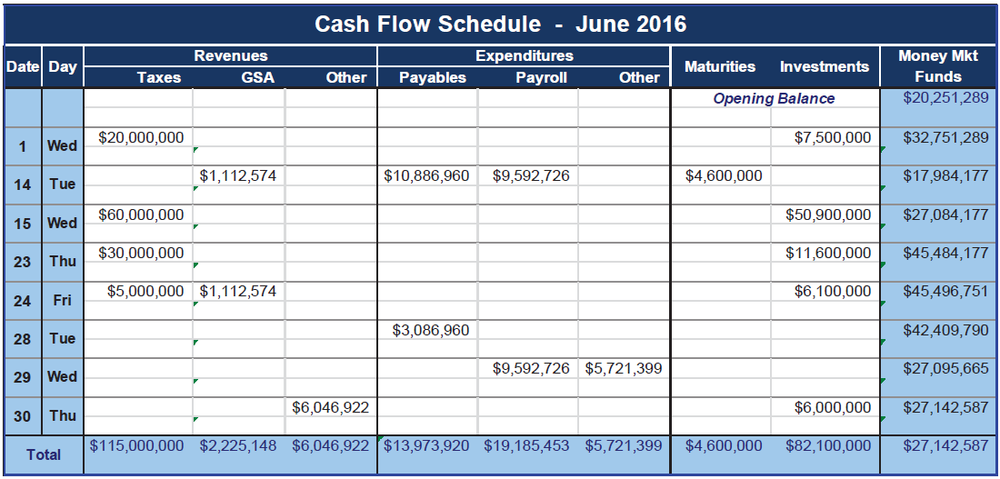 Cash Flow Schedule - June 2016
Date Day Revenues Expenditures Maturities Investments Money Mkt Funds
Taxes GSA Other Payables Payroll Other
Opening Balance $20,251,289
1 Wed $20,000,000 $7,500,000 $32,751,289
14 Tue $1,112,574 $10,886,960 $9,592,726 $4,600,000 $17,984,177
15 Wed $60,000,000 $50,900,000 $27,084,177
23 Thu $30,000,000 $11,600,000 $45,484,177
24 Fri $5,000,000 $1,112,574 $6,100,000 $45,496,751
28 Tue $3,086,960 $42,409,790
29 Wed $9,592,726 $5,721,399 $27,095,665
30 Thu $6,046,922 $6,000,000 $27,142,587
Total $115,000,000 $2,225,148 $6,046,922 $13,973,920 $19,185,453 $5,721,399 $4,600,000 $82,100,000 $27,142,587